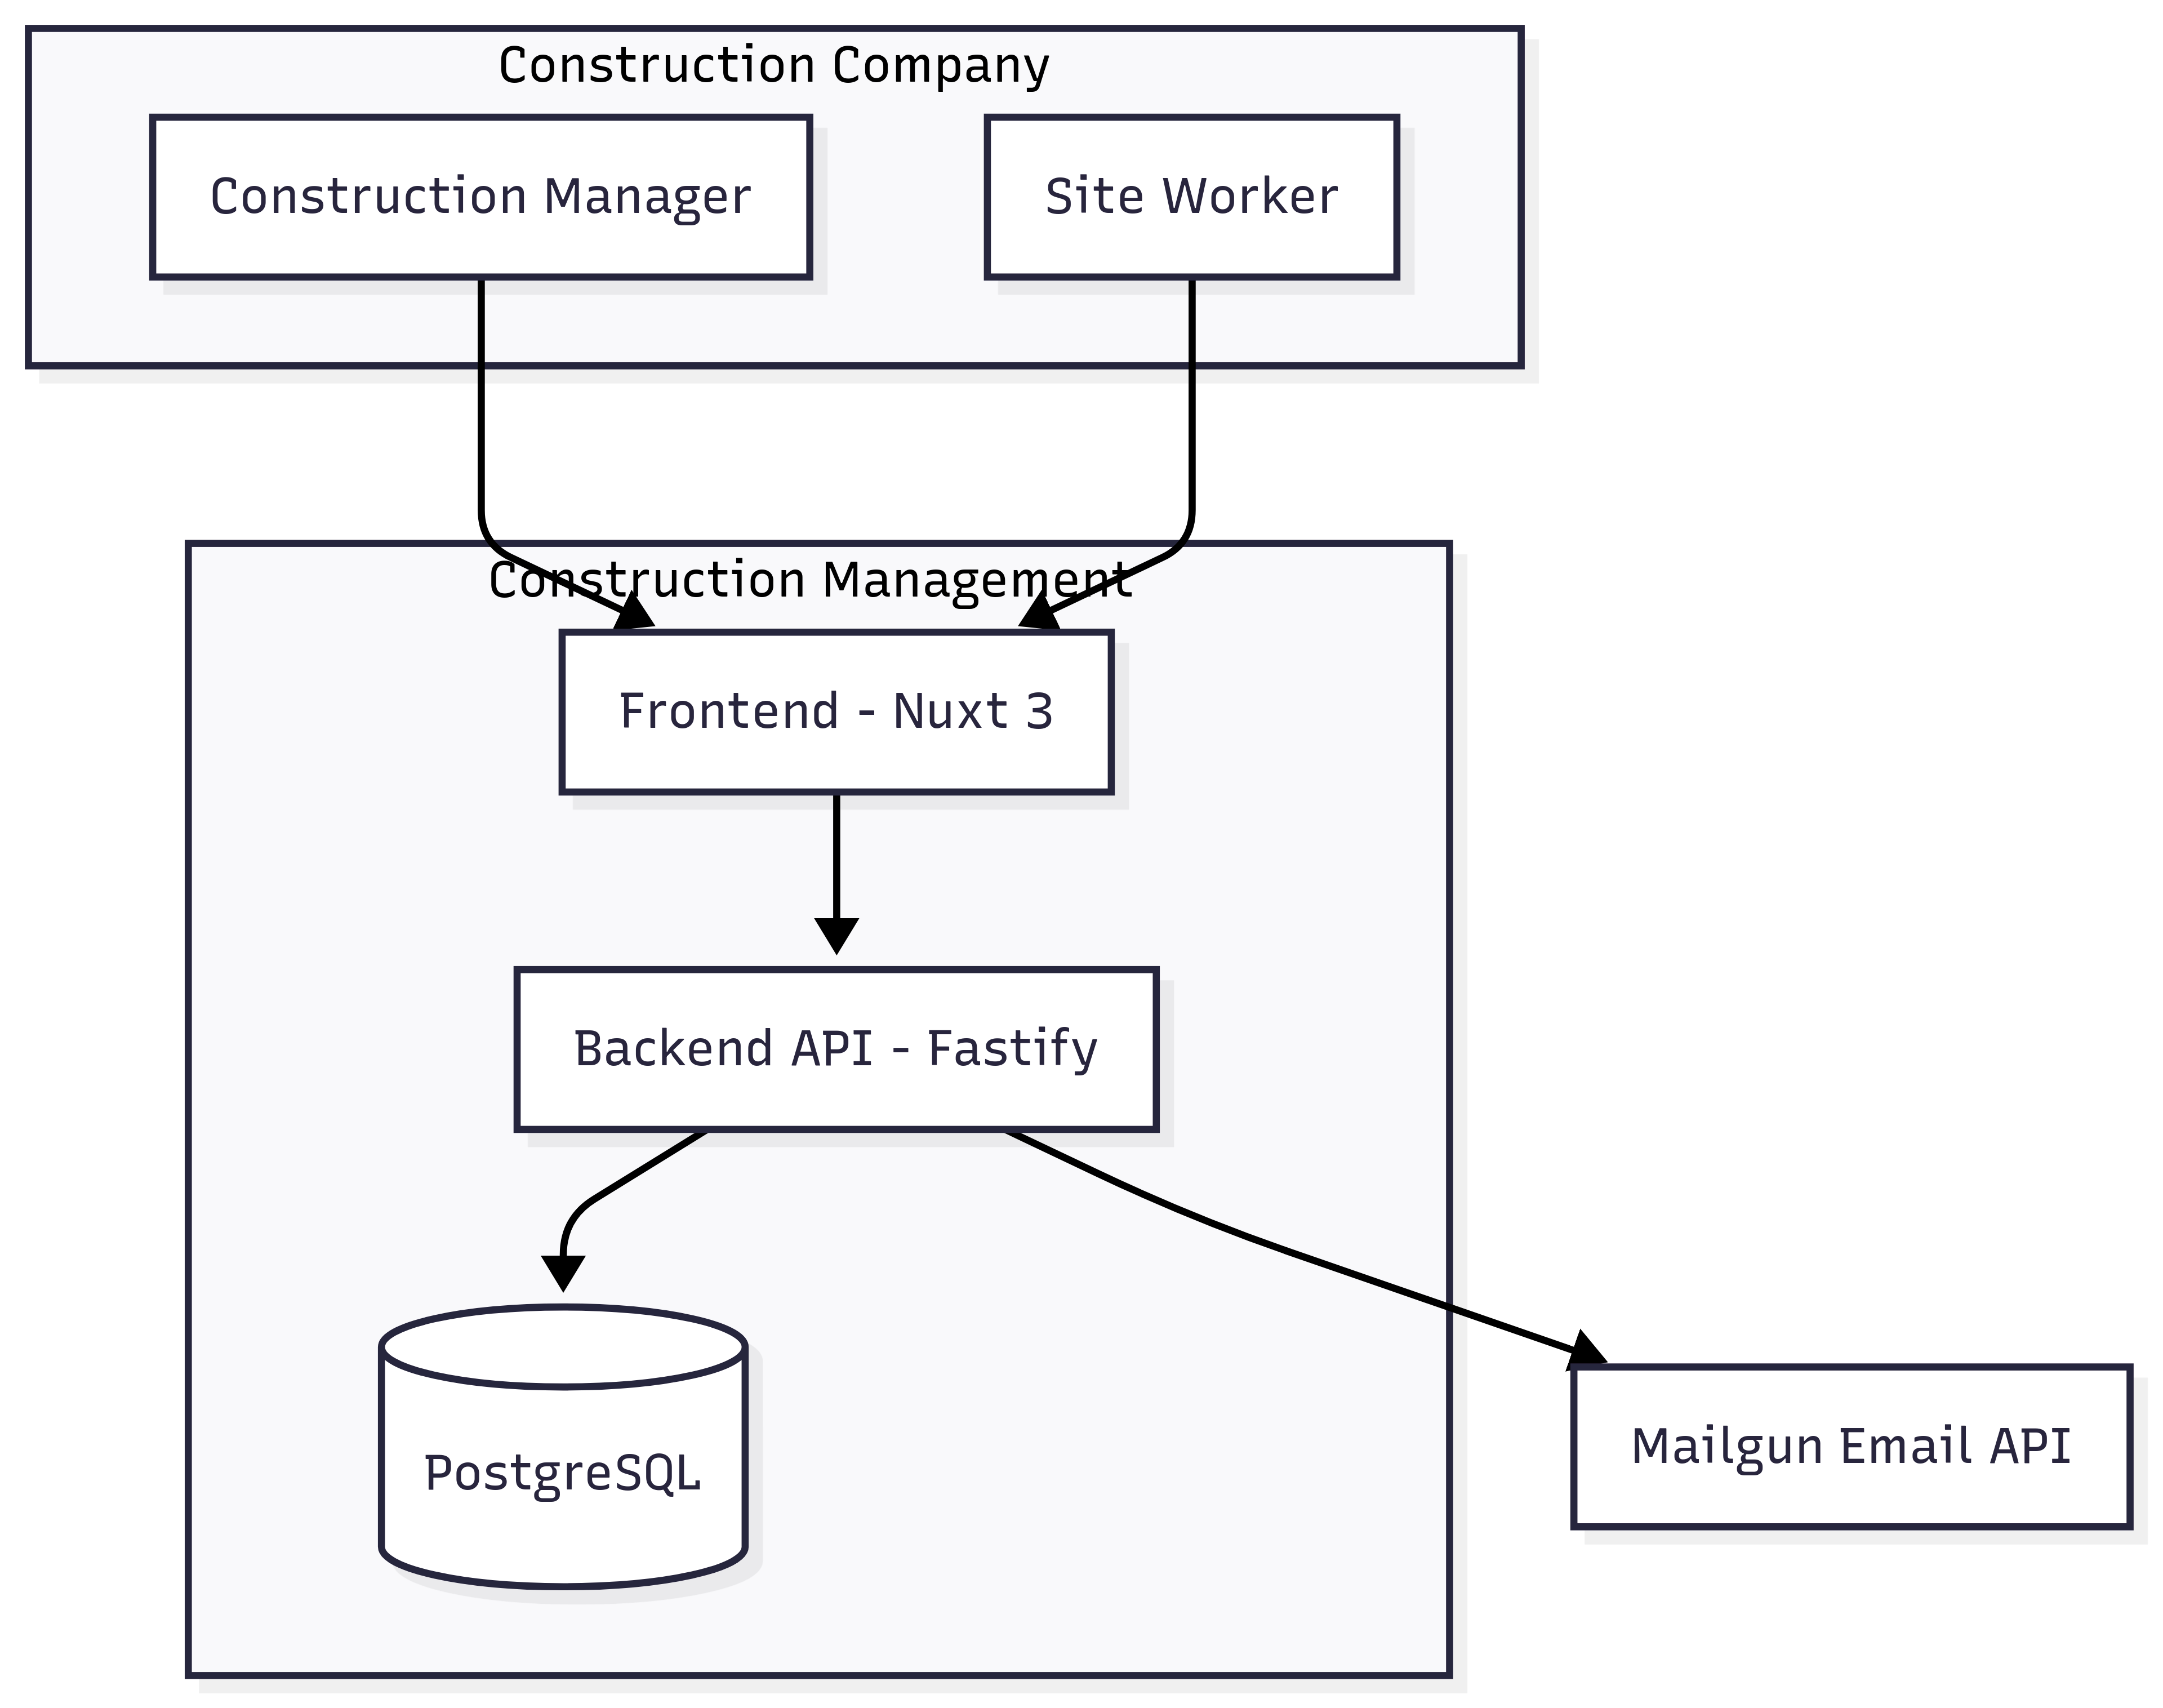 Construction Company
Construction Manager
Site Worker
Construction Management
Frontend - Nuxt 3
Backend API - Fastify
PostgreSQL
Mailgun Email API